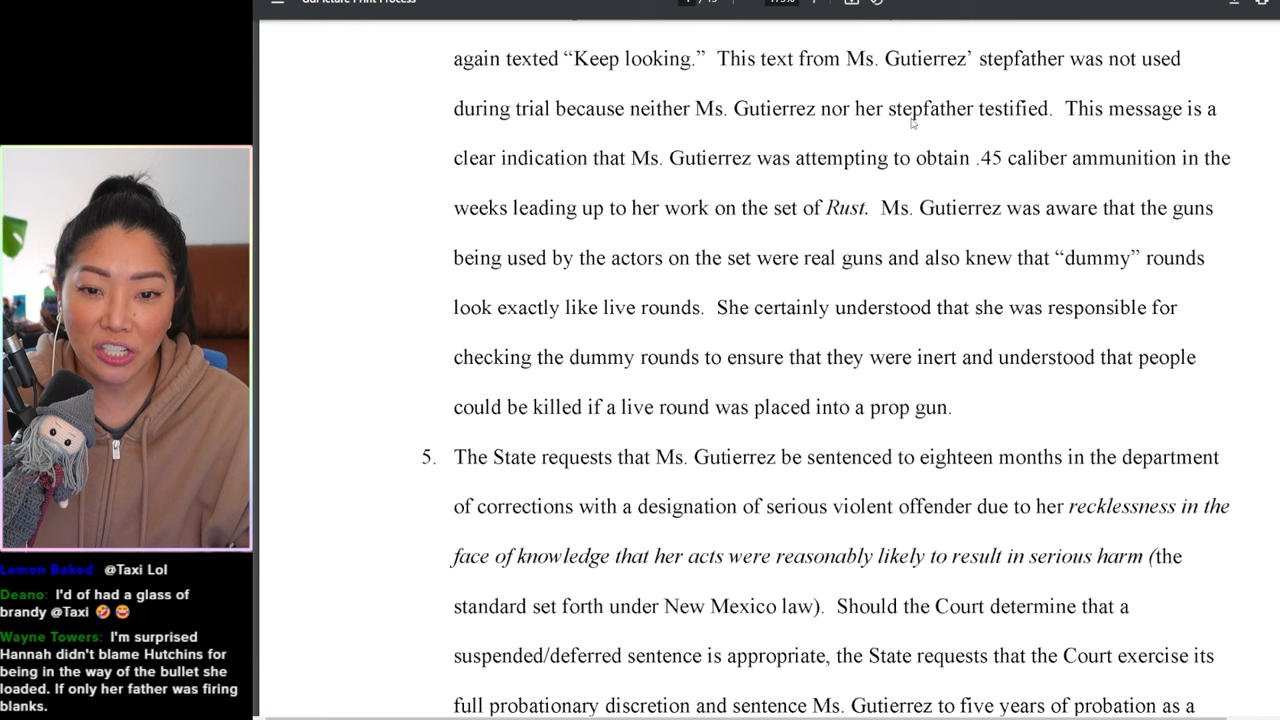 again texted “Keep looking.” This text from Ms. Gutierrez’ stepfather was not used
during trial because neither Ms. Gutierrez nor her stepfather testified. This message is a
clear indication that Ms. Gutierrez was attempting to obtain .45 caliber ammunition in the
weeks leading up to her work on the set of Rust. Ms. Gutierrez was aware that the guns
being used by the actors on the set were real guns and also knew that “dummy” rounds
look exactly like live rounds. She certainly understood that she was responsible for
checking the dummy rounds to ensure that they were inert and understood that people
could be killed if a live round was placed into a prop gun.
5. The State requests that Ms. Gutierrez be sentenced to eighteen months in the department
of corrections with a designation of serious violent offender due to her recklessness in the
face of knowledge that her acts were reasonably likely to result in serious harm (the
standard set forth under New Mexico law). Should the Court determine that a
suspended/deferred sentence is appropriate, the State requests that the Court exercise its
full probationary discretion and sentence Ms. Gutierrez to five years of probation as a
Lemon Baked: @Taxi Lol
Deano: I'd of had a glass of
brandy @Taxi 🤣 😂
Wayne Towers: I'm surprised
Hannah didn't blame Hutchins for
being in the way of the bullet she
loaded. If only her father was firing
blanks.